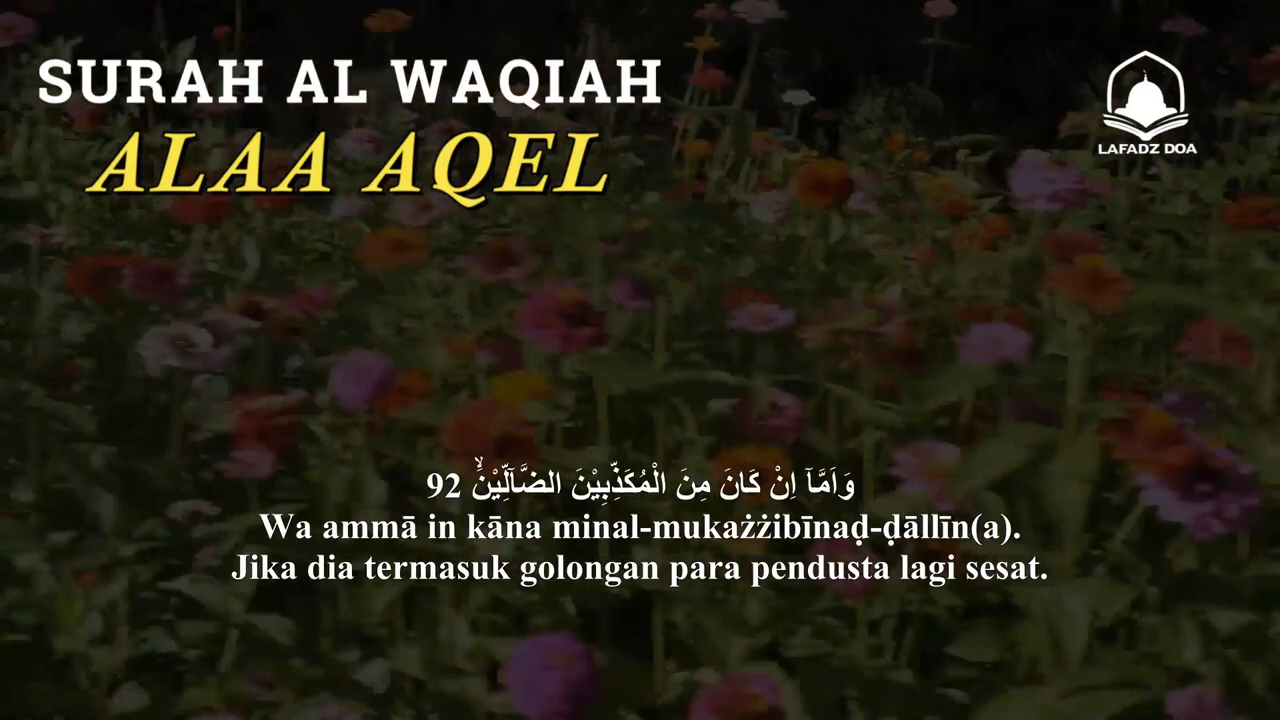 SURAH AL WAQIAH
ALAA AQEL
LAFADZ DOA
وَاَمَّآ اِنْ كَانَ مِنَ الْمُكَذِّبِيْنَ الضَّاۤلِّيْنَۙ 92
Wa ammā in kāna minal-mukażżibīnaḍ-ḍāllīn(a).
Jika dia termasuk golongan para pendusta lagi sesat.